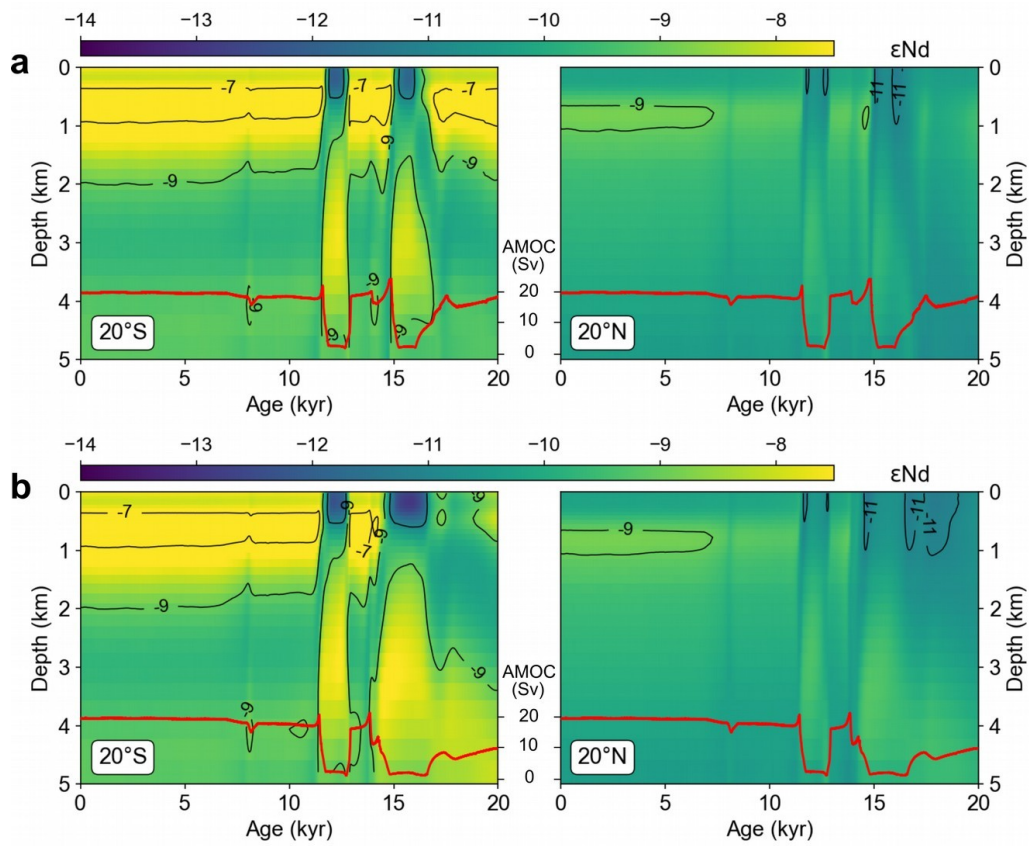 −14 −13 −12 −11 −10 −9 −8
εNd
a
0 -7 -7 -7 0
-9 -11 -11
1 1
-9
-9 -9
2 2
Depth (km) Depth (km)
3 3
AMOC
(Sv)
-9
4 20 4
-9
10
20°S -9 -9 20°N
5 0 5
0 5 10 15 20 0 5 10 15 20
Age (kyr) Age (kyr)
−14 −13 −12 −11 −10 −9 −8
εNd
b
0 -9 -9 0
-7 -11 -11 -11
-9 -9
1 -7 1
-9
2 2
Depth (km) Depth (km)
3 -9 3
AMOC
(Sv)
-9
4 20 4
10
20°S 20°N
5 0 5
0 5 10 15 20 0 5 10 15 20
Age (kyr) Age (kyr)